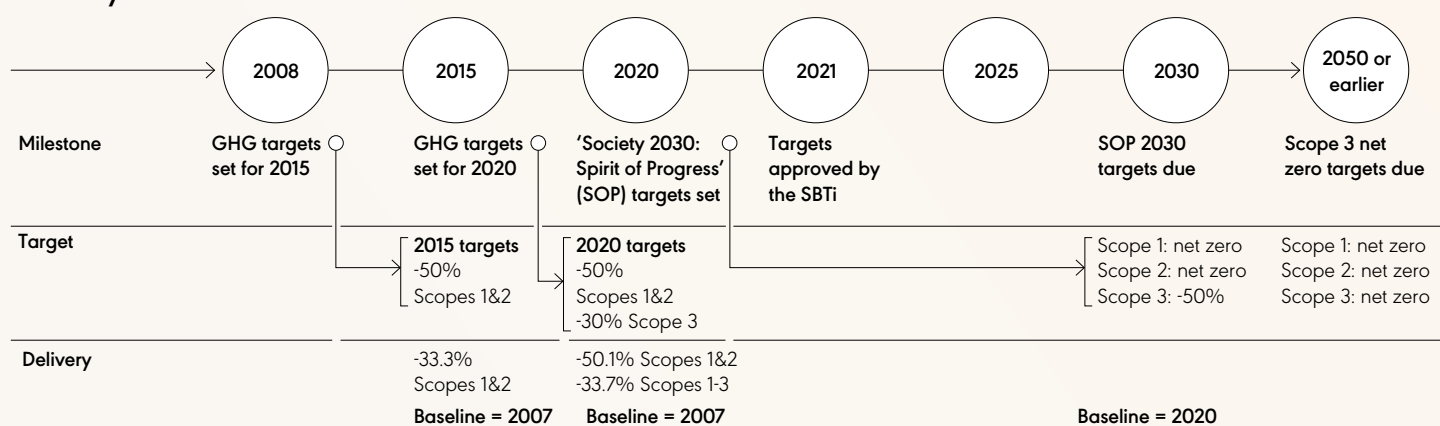 2008
2015
2020
2021
2025
2030
2050 or
earlier
Milestone
GHG targets
set for 2015
GHG targets
set for 2020
‘Society 2030:
Spirit of Progress’
(SOP) targets set
Targets
approved by
the SBTi
SOP 2030
targets due
Scope 3 net
zero targets due
Target
2015 targets
-50%
Scopes 1&2
2020 targets
-50%
Scopes 1&2
-30% Scope 3
Scope 1: net zero
Scope 2: net zero
Scope 3: -50%
Scope 1: net zero
Scope 2: net zero
Scope 3: net zero
Delivery
-33.3%
Scopes 1&2
-50.1% Scopes 1&2
-33.7% Scopes 1-3
Baseline = 2007
Baseline = 2007
Baseline = 2020